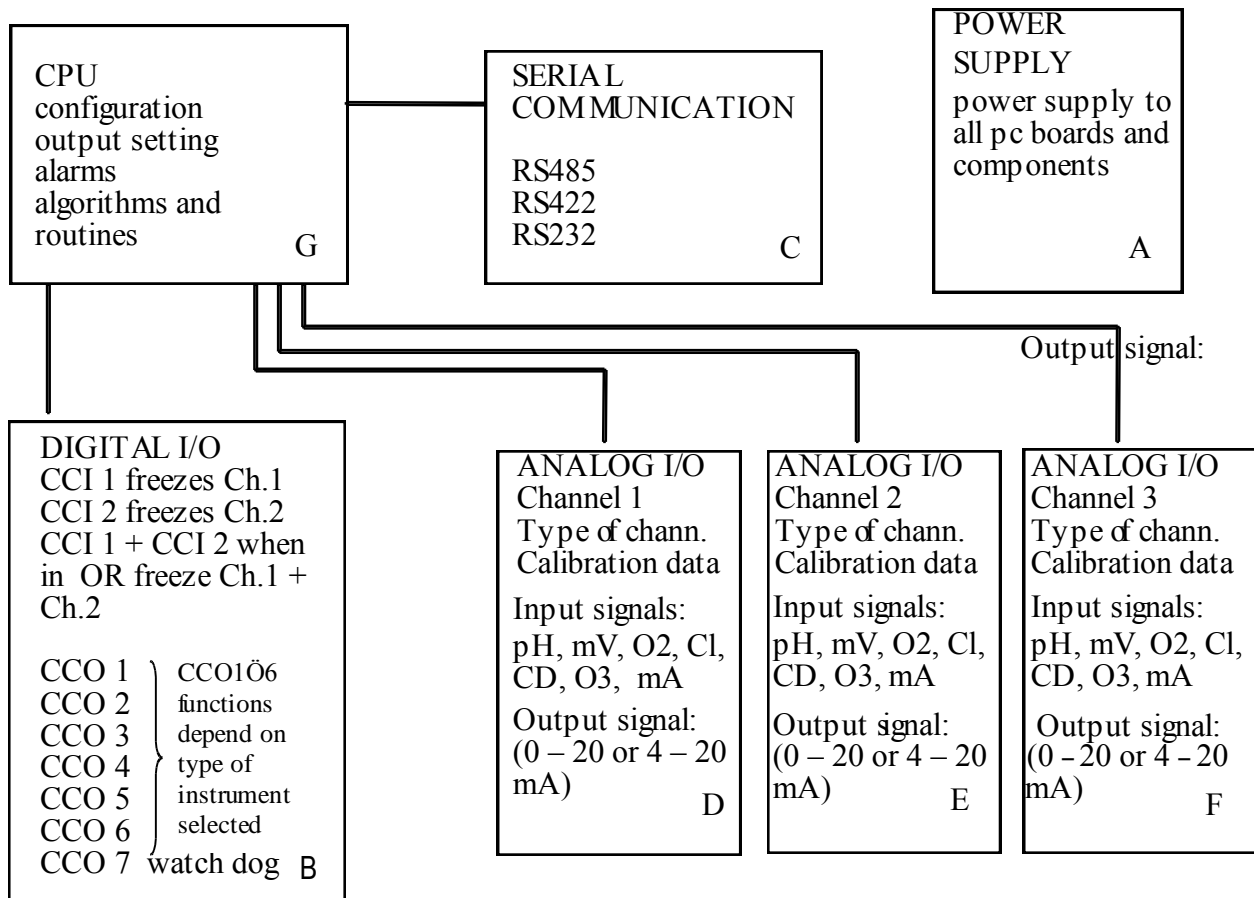 CPU
configuration
output setting
alarms
algorithms and
routines
G
SERIAL
COMMUNICATION
RS485
RS422
RS232
C
POWER
SUPPLY
power supply to
all pc boards and
components
A
Output signal:
DIGITAL I/O
CCI 1 freezes Ch.1
CCI 2 freezes Ch.2
CCI 1 + CCI 2 when
in OR freeze Ch.1 +
Ch.2
CCO 1
CCO 2
CCO 3
CCO 4
CCO 5
CCO 6
CCO 7 watch dog
CCO1Ö6
functions
depend on
type of
instrument
selected
B
ANALOG I/O
Channel 1
Type of chann.
Calibration data
Input signals:
pH, mV, O2, Cl,
CD, O3, mA
Output signal:
(0 – 20 or 4 – 20
mA)
D
ANALOG I/O
Channel 2
Type of chann.
Calibration data
Input signals:
pH, mV, O2, Cl,
CD, O3, mA
Output signal:
(0 – 20 or 4 – 20
mA)
E
ANALOG I/O
Channel 3
Type of chann.
Calibration data
Input signals:
pH, mV, O2, Cl,
CD, O3, mA
Output signal:
(0 – 20 or 4 – 20
mA)
F